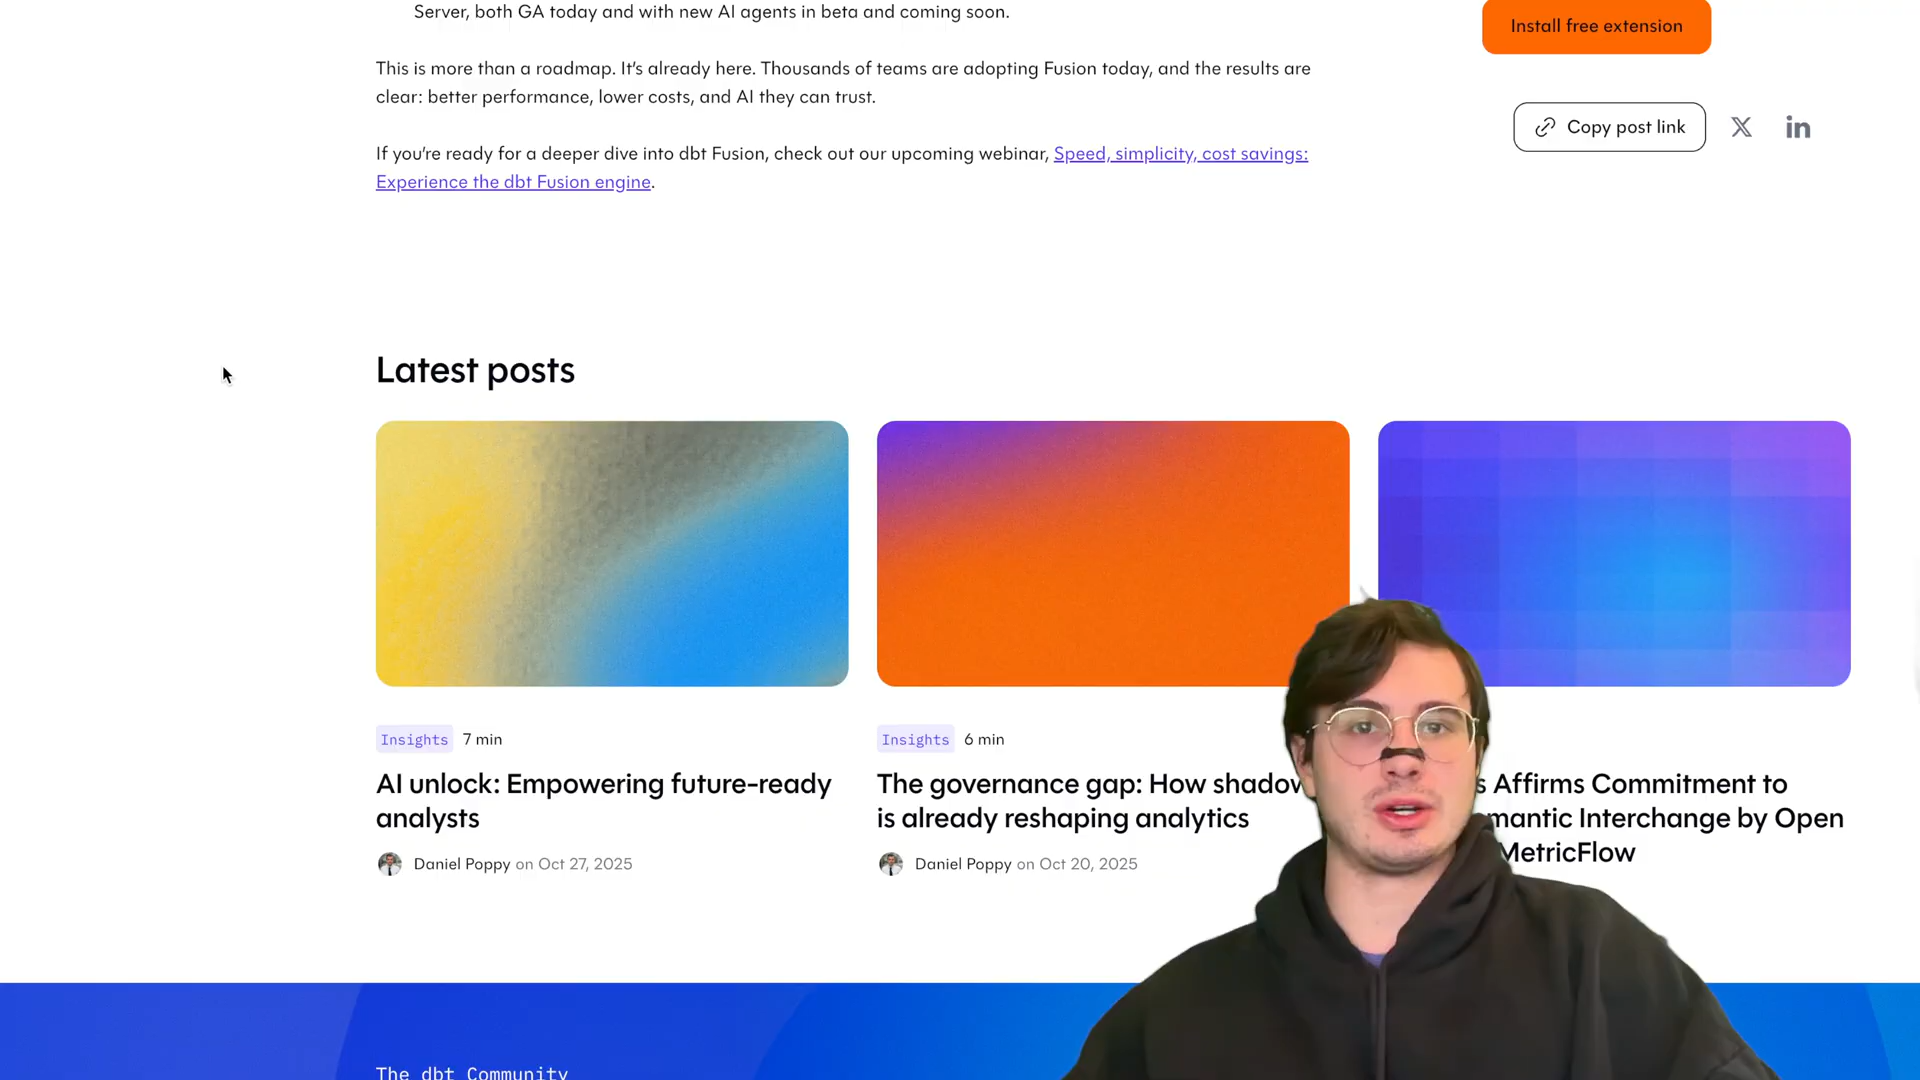 Server, both GA today and with new AI agents in beta and coming soon.
Install free extension
This is more than a roadmap. It’s already here. Thousands of teams are adopting Fusion today, and the results are
clear: better performance, lower costs, and AI they can trust.
Copy post link
in
If you’re ready for a deeper dive into dbt Fusion, check out our upcoming webinar, Speed, simplicity, cost savings:
Experience the dbt Fusion engine.
Latest posts
Insights 7 min
AI unlock: Empowering future-ready
analysts
Daniel Poppy on Oct 27, 2025
Insights 6 min
The governance gap: How shadow
is already reshaping analytics
Daniel Poppy on Oct 20, 2025
Affirms Commitment to
Interchange by Open
MetricFlow
The dbt Community